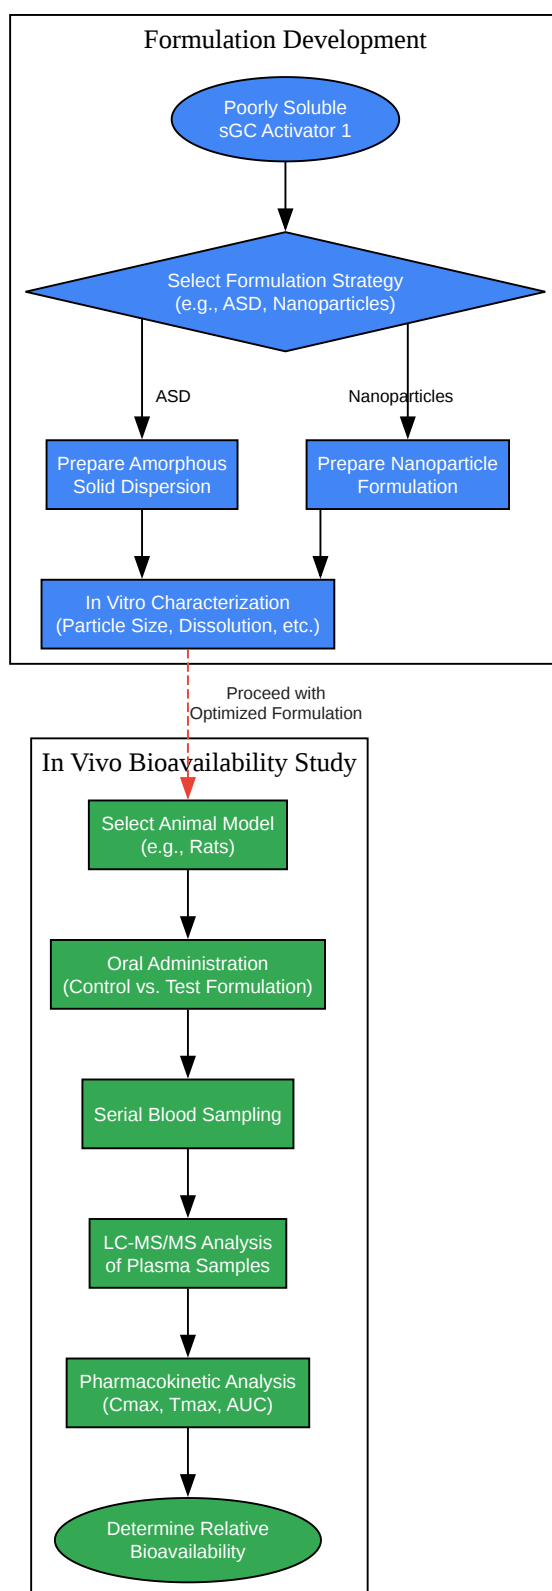 Formulation Development
Poorly Soluble
sGC Activator 1
Select Formulation Strategy
(e.g., ASD, Nanoparticles)
ASD
Nanoparticles
Prepare Amorphous
Solid Dispersion
Prepare Nanoparticle
Formulation
In Vitro Characterization
(Particle Size, Dissolution, etc.)
Proceed with
Optimized Formulation
In Vivo Bioavailability Study
Select Animal Model
(e.g., Rats)
Oral Administration
(Control vs. Test Formulation)
Serial Blood Sampling
LC-MS/MS Analysis
of Plasma Samples
Pharmacokinetic Analysis
(Cmax, Tmax, AUC)
Determine Relative
Bioavailability